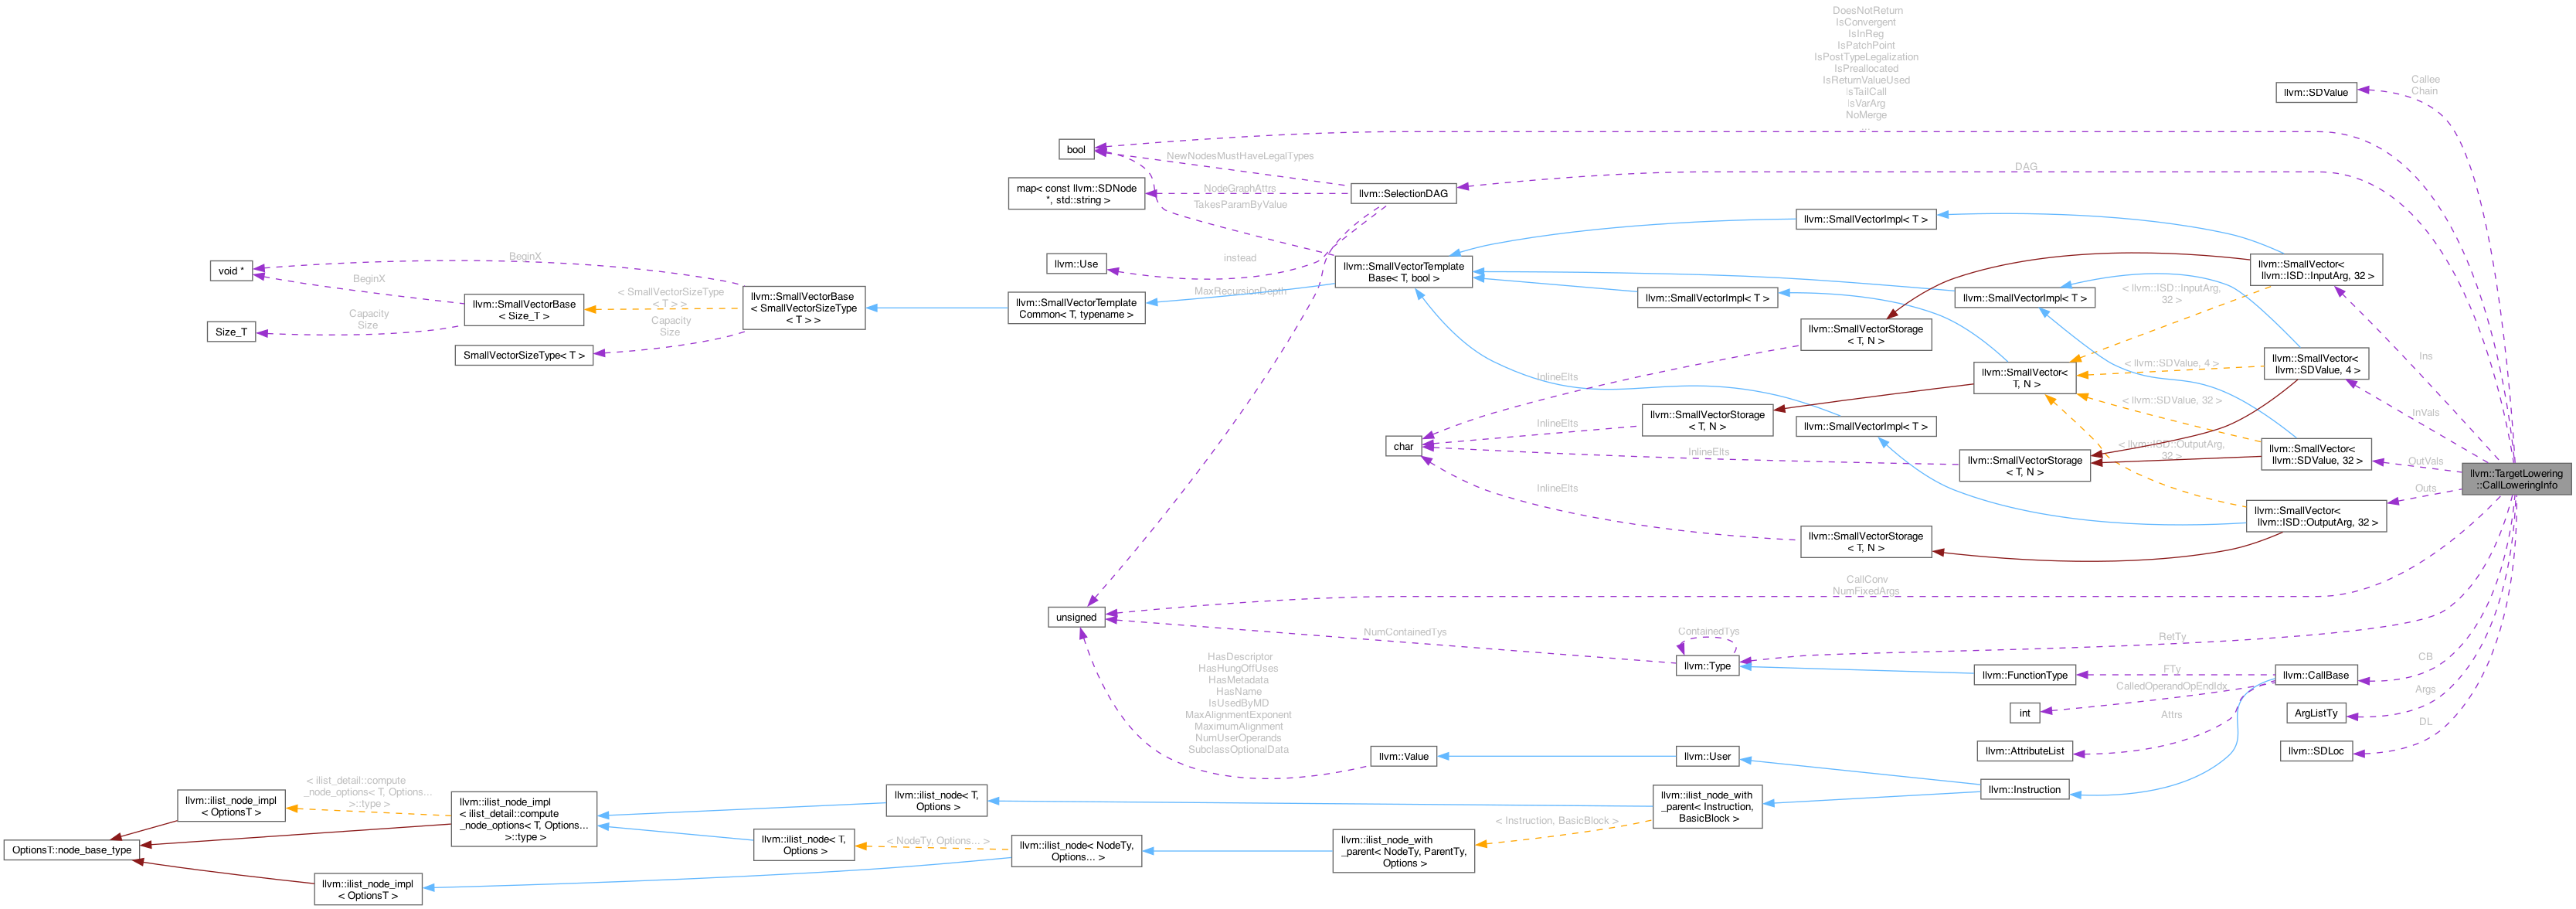 DoesNotReturn
IsConvergent
IsInReg
IsPatchPoint
IsPostTypeLegalization
IsPreallocated
IsReturnValueUsed
IsTailCall
IsVarArg
NoMerge
...
Callee
Chain
llvm::SDValue
bool
NewNodesMustHaveLegalTypes
DAG
map< const llvm::SDNode
*, std::string >
NodeGraphAttrs
llvm::SelectionDAG
TakesParamByValue
llvm::SmallVectorImpl< T >
void *
BeginX
BeginX
llvm::Use
instead
llvm::SmallVectorTemplate
Base< T, bool >
llvm::SmallVector<
llvm::ISD::InputArg, 32 >
< SmallVectorSizeType
< T > >
MaxRecursionDepth
llvm::SmallVectorBase
< Size_T >
llvm::SmallVectorBase
< SmallVectorSizeType
< T > >
llvm::SmallVectorTemplate
Common< T, typename >
llvm::SmallVectorImpl< T >
llvm::SmallVectorImpl< T >
< llvm::ISD::InputArg,
32 >
Size_T
Capacity
Size
Capacity
Size
SmallVectorSizeType< T >
llvm::SmallVectorStorage
< T, N >
Ins
llvm::SmallVector<
T, N >
< llvm::SDValue, 4 >
llvm::SmallVector<
llvm::SDValue, 4 >
InlineElts
< llvm::SDValue, 32 >
InVals
llvm::SmallVectorStorage
< T, N >
llvm::SmallVectorImpl< T >
InlineElts
char
InlineElts
< llvm::ISD::OutputArg,
32 >
llvm::SmallVector<
llvm::SDValue, 32 >
OutVals
llvm::SmallVectorStorage
< T, N >
llvm::TargetLowering
::CallLoweringInfo
InlineElts
Outs
llvm::SmallVector<
llvm::ISD::OutputArg, 32 >
llvm::SmallVectorStorage
< T, N >
CallConv
NumFixedArgs
unsigned
NumContainedTys
ContainedTys
RetTy
llvm::Type
llvm::FunctionType
FTy
llvm::CallBase
CB
HasDescriptor
HasHungOffUses
HasMetadata
HasName
IsUsedByMD
MaxAlignmentExponent
MaximumAlignment
NumUserOperands
SubclassOptionalData
CalledOperandOpEndIdx
Args
int
Attrs
ArgListTy
DL
llvm::Value
llvm::User
llvm::AttributeList
llvm::SDLoc
< ilist_detail::compute
_node_options< T, Options...
>::type >
llvm::ilist_node_impl
< OptionsT >
llvm::ilist_node_impl
< ilist_detail::compute
_node_options< T, Options...
>::type >
llvm::ilist_node< T,
Options >
llvm::ilist_node_with
_parent< Instruction,
BasicBlock >
llvm::Instruction
< Instruction, BasicBlock >
OptionsT::node_base_type
llvm::ilist_node< T,
Options >
< NodeTy, Options... >
llvm::ilist_node< NodeTy,
Options... >
llvm::ilist_node_with
_parent< NodeTy, ParentTy,
Options >
llvm::ilist_node_impl
< OptionsT >